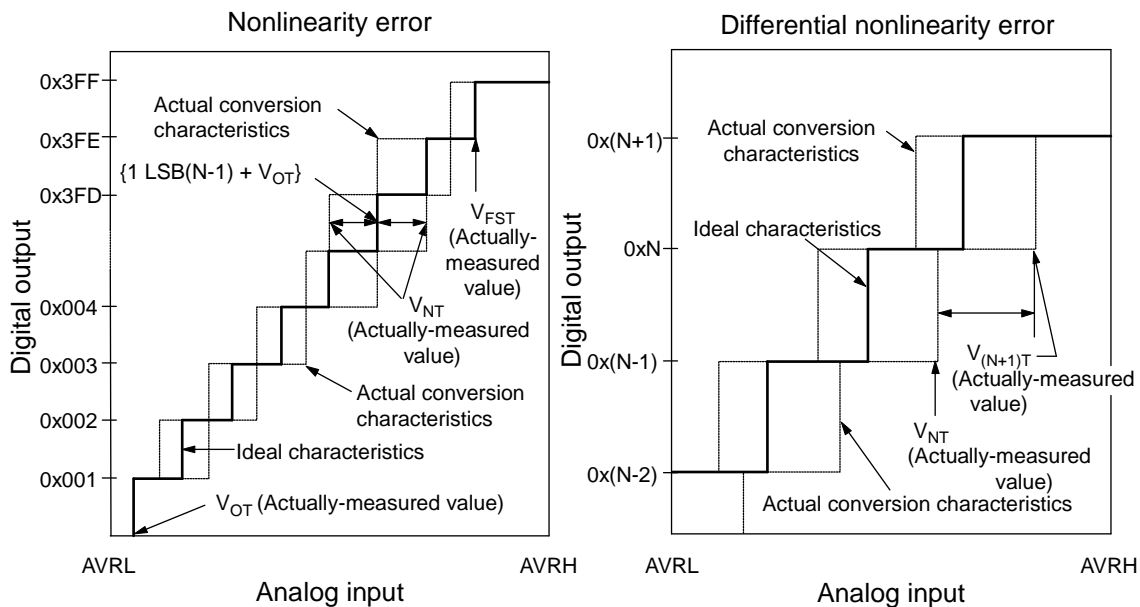 Nonlinearity error
0x3FF
0x3FE
0x3FD
0x004
0x003
0x002
0x001
Digital output
Actual conversion
characteristics
{1 LSB(N-1) + VOT}
VFST
(Actually-
measured
value)
VNT
(Actually-measured
value)
Actual conversion
characteristics
Ideal characteristics
VOT (Actually-measured value)
AVRL
AVRH
Analog input
Differential nonlinearity error
0x(N+1)
0xN
0x(N-1)
0x(N-2)
Digital output
Actual conversion
characteristics
Ideal characteristics
V(N+1)T
(Actually-measured
value)
VNT
(Actually-measured
value)
Actual conversion characteristics
AVRL
AVRH
Analog input